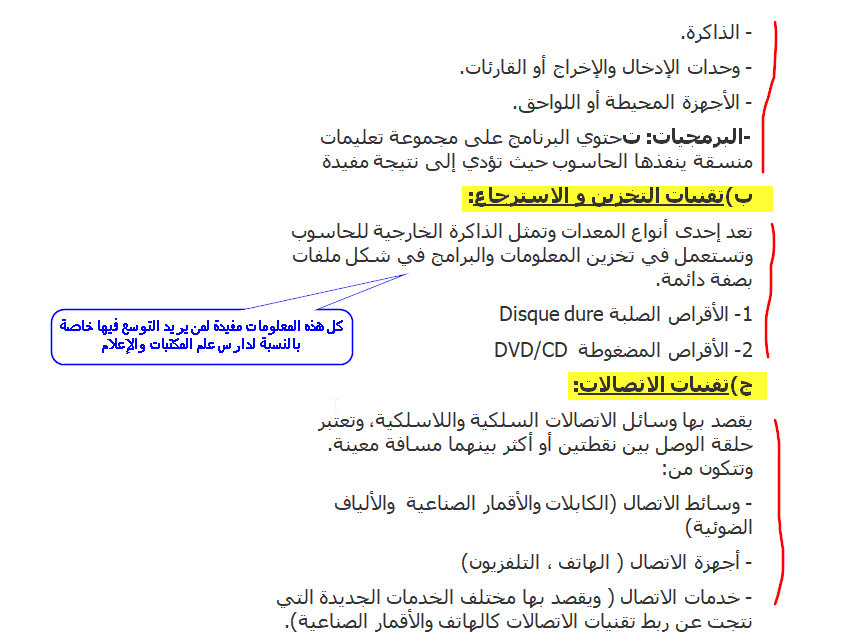 - الذاكرة.
- وحدات الإدخال والإخراج أو القارئات.
- الأجهزة المحيطة أو اللواحق.
-البرمجيات: تحتوي البرنامج على مجموعة تعليمات
منسقة ينفذها الحاسوب حيث تؤدي إلى نتيجة مفيدة
ب)تقنيات التخزين و الاسترجاع:
تعد إحدى أنواع المعدات وتمثل الذاكرة الخارجية للحاسوب
وتستعمل في تخزين المعلومات والبرامج في شكل ملفات
بصفة دائمة.
1- الأقراص الصلبة Disque dure
2- الأقراص المضغوطة DVD/CD
كل هذه المعلومات مفيدة لمن يريد التوسع فيها خاصة
بالنسبة لدارس علم المكتبات والإعلام
ج)تقنيات الاتصالات:
يقصد بها وسائل الاتصالات السلكية واللاسلكية، وتعتبر
حلقة الوصل بين نقطتين أو أكثر بينهما مسافة معينة.
وتتكون من:
- وسائط الاتصال (الكابلات والأقمار الصناعية والألياف
الضوئية)
- أجهزة الاتصال ( الهاتف ، التلفزيون)
- خدمات الاتصال ( ويقصد بها مختلف الخدمات الجديدة التي
نتجت عن ربط تقنيات الاتصالات كالهاتف والأقمار الصناعية).